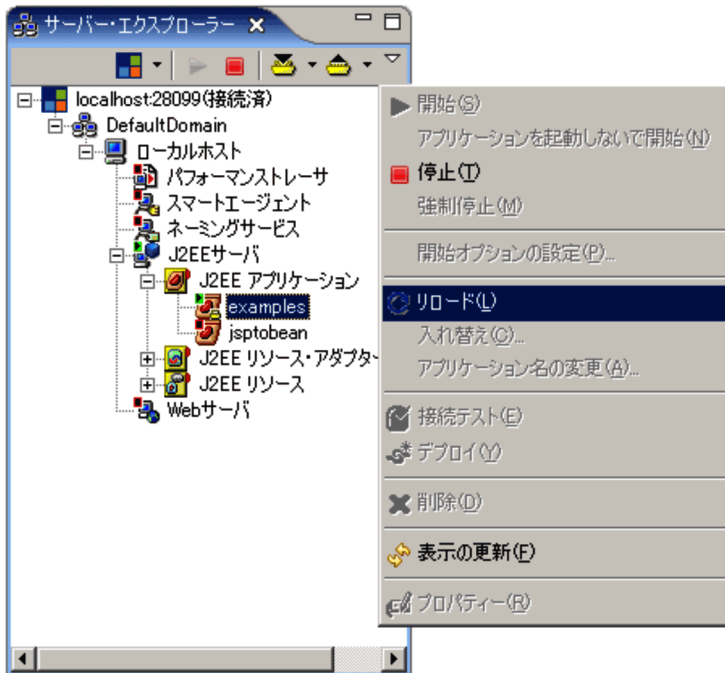 サーバー・エクスプローラー
localhost:28099(接続済)
DefaultDomain
ローカルホスト
パフォーマンストレーサ
スマートエージェント
ネーミングサービス
J2EEサーバ
J2EE アプリケーション
examples
jsptobean
J2EE リソース・アダプタ
J2EE リソース
Webサーバ
開始(S)
アプリケーションを起動しないで開始(N)
停止(T)
強制停止(M)
開始オプションの設定(P)...
リロード(L)
入れ替え(C)...
アプリケーション名の変更(A)...
接続テスト(E)
デプロイ(Y)
削除(D)
表示の更新(F)
プロパティー(R)